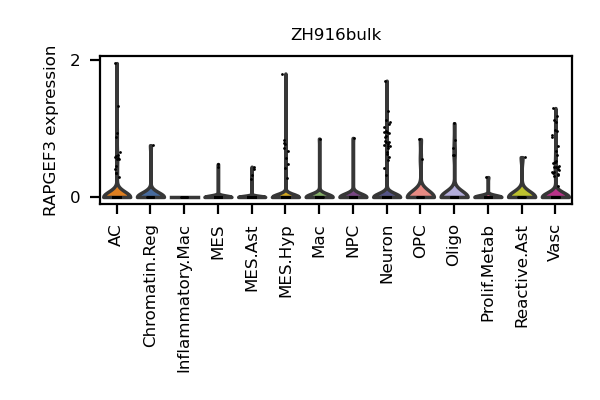 ZH916bulk
RAPGEF3 expression
2
0
AC
Chromatin.Reg
Inflammatory.Mac
MES
MES.Ast
MES.Hyp
Mac
NPC
Neuron
OPC
Oligo
Prolif.Metab
Reactive.Ast
Vasc